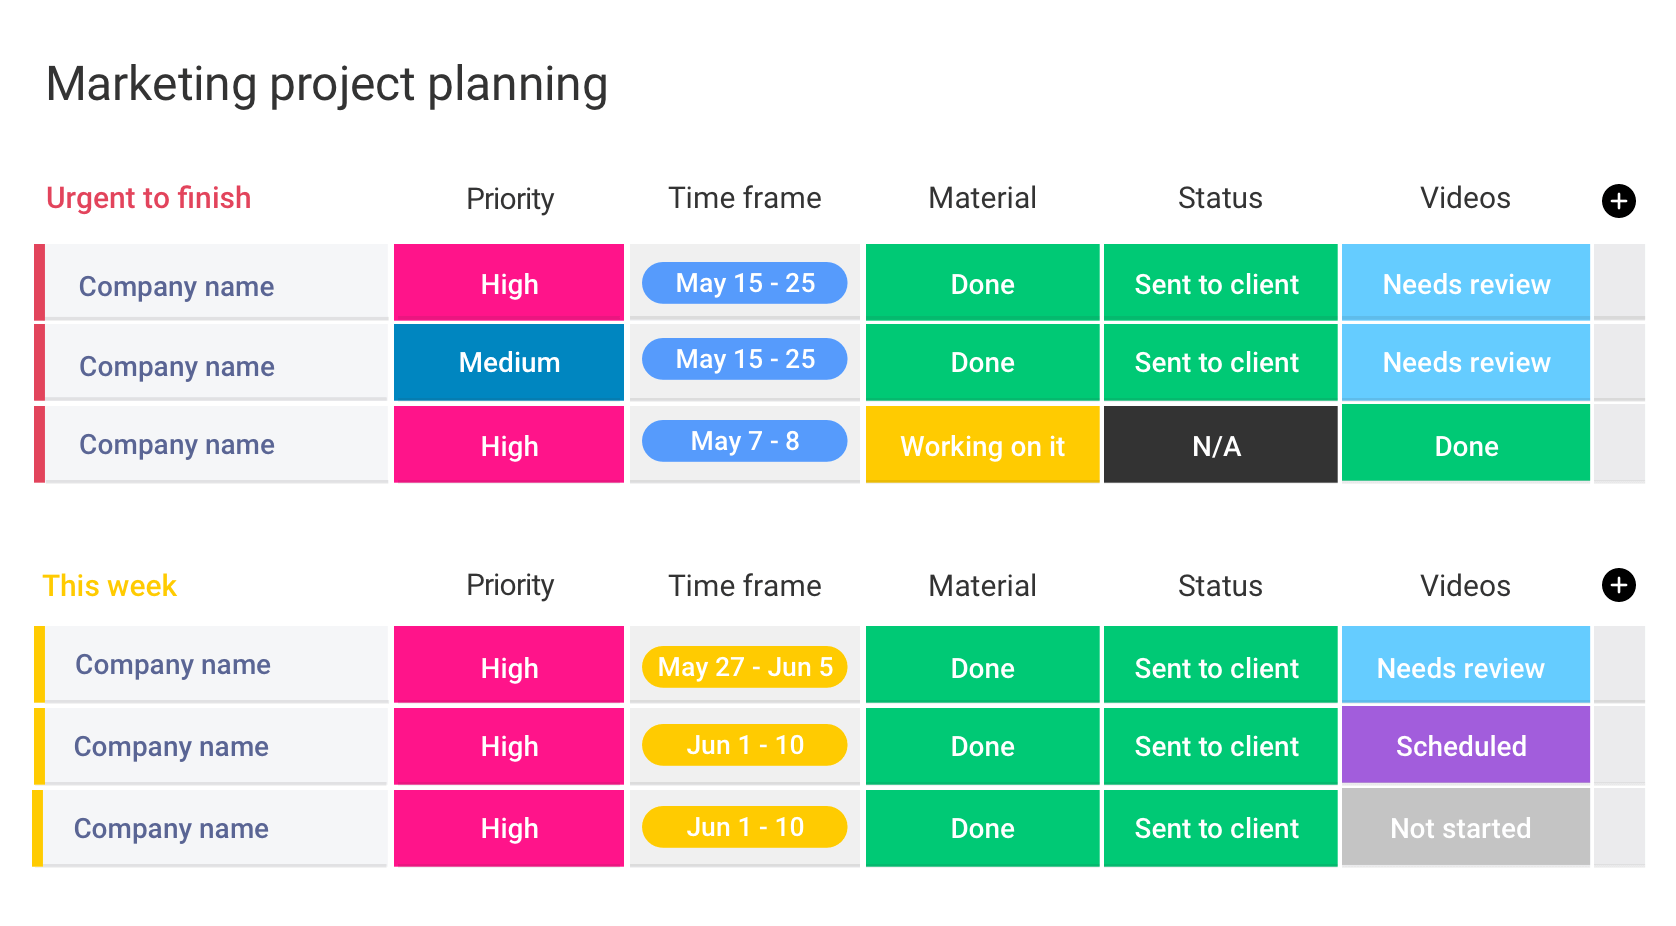 Marketing project planning
Urgent to finish Priority Time frame Material Status Videos
Company name High May 15 - 25 Done Sent to client Needs review
Company name Medium May 15 - 25 Done Sent to client Needs review
Company name High May 7 - 8 Working on it N/A Done
This week Priority Time frame Material Status Videos
Company name High May 27 - Jun 5 Done Sent to client Needs review
Company name High Jun 1 - 10 Done Sent to client Scheduled
Company name High Jun 1 - 10 Done Sent to client Not started